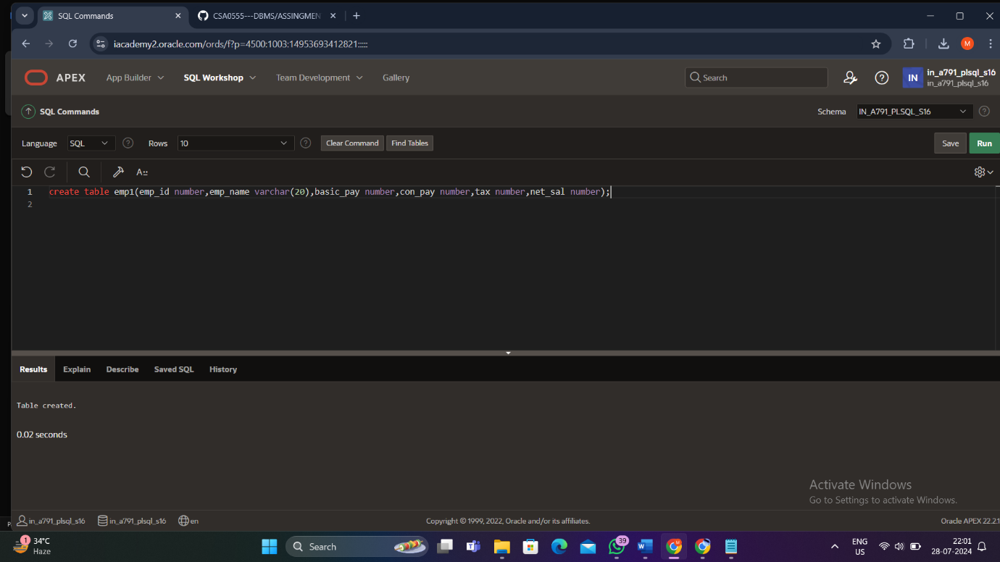 SQL Commands
CSA0555---DBMS/ASSINGMEN
iacademy2.oracle.com/ords/f?p=4500:1003:14953693412821:::::
M
APEX App Builder SQL Workshop Team Development Gallery
Search
IN
in_a791_plsql_s16
in_a791_plsql_s16
SQL Commands
Schema IN_A791_PLSQL_S16
Language SQL Rows 10 Clear Command Find Tables Save Run
1 create table emp1(emp_id number,emp_name varchar(20),basic_pay number,con_pay number,tax number,net_sal number);
2
Results Explain Describe Saved SQL History
Table created.
0.02 seconds
Activate Windows
Go to Settings to activate Windows.
in_a791_plsql_s16 in_a791_plsql_s16 en
Copyright © 1999, 2022, Oracle and/or its affiliates.
Oracle APEX 22.2.1
1
34°C
Haze
Search
39
ENG
US
22:01
28-07-2024